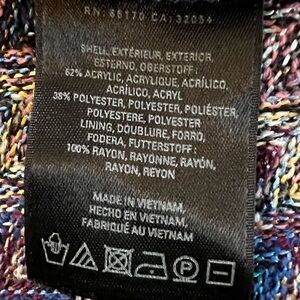 RN. 86170 CA: 32054
SHELL, EXTÉRIEUR, EXTERIOR,
ESTERNO, OBERSTOFF:
62% ACRYLIC, ACRYLIQUE, ACRÍLICO,
ACRÍLICO, ACRYL
38% POLYESTER, POLYESTER, POLIÉSTER,
POLYESTERE, POLYESTER
LINING, DOUBLURE, FORRO,
FODERA, FUTTERSTOFF:
100% RAYON, RAYONNE, RAYÓN,
RAYON, REYON
MADE IN VIETNAM,
HECHO EN VIETNAM,
FABRIQUÉ AU VIETNAM
P